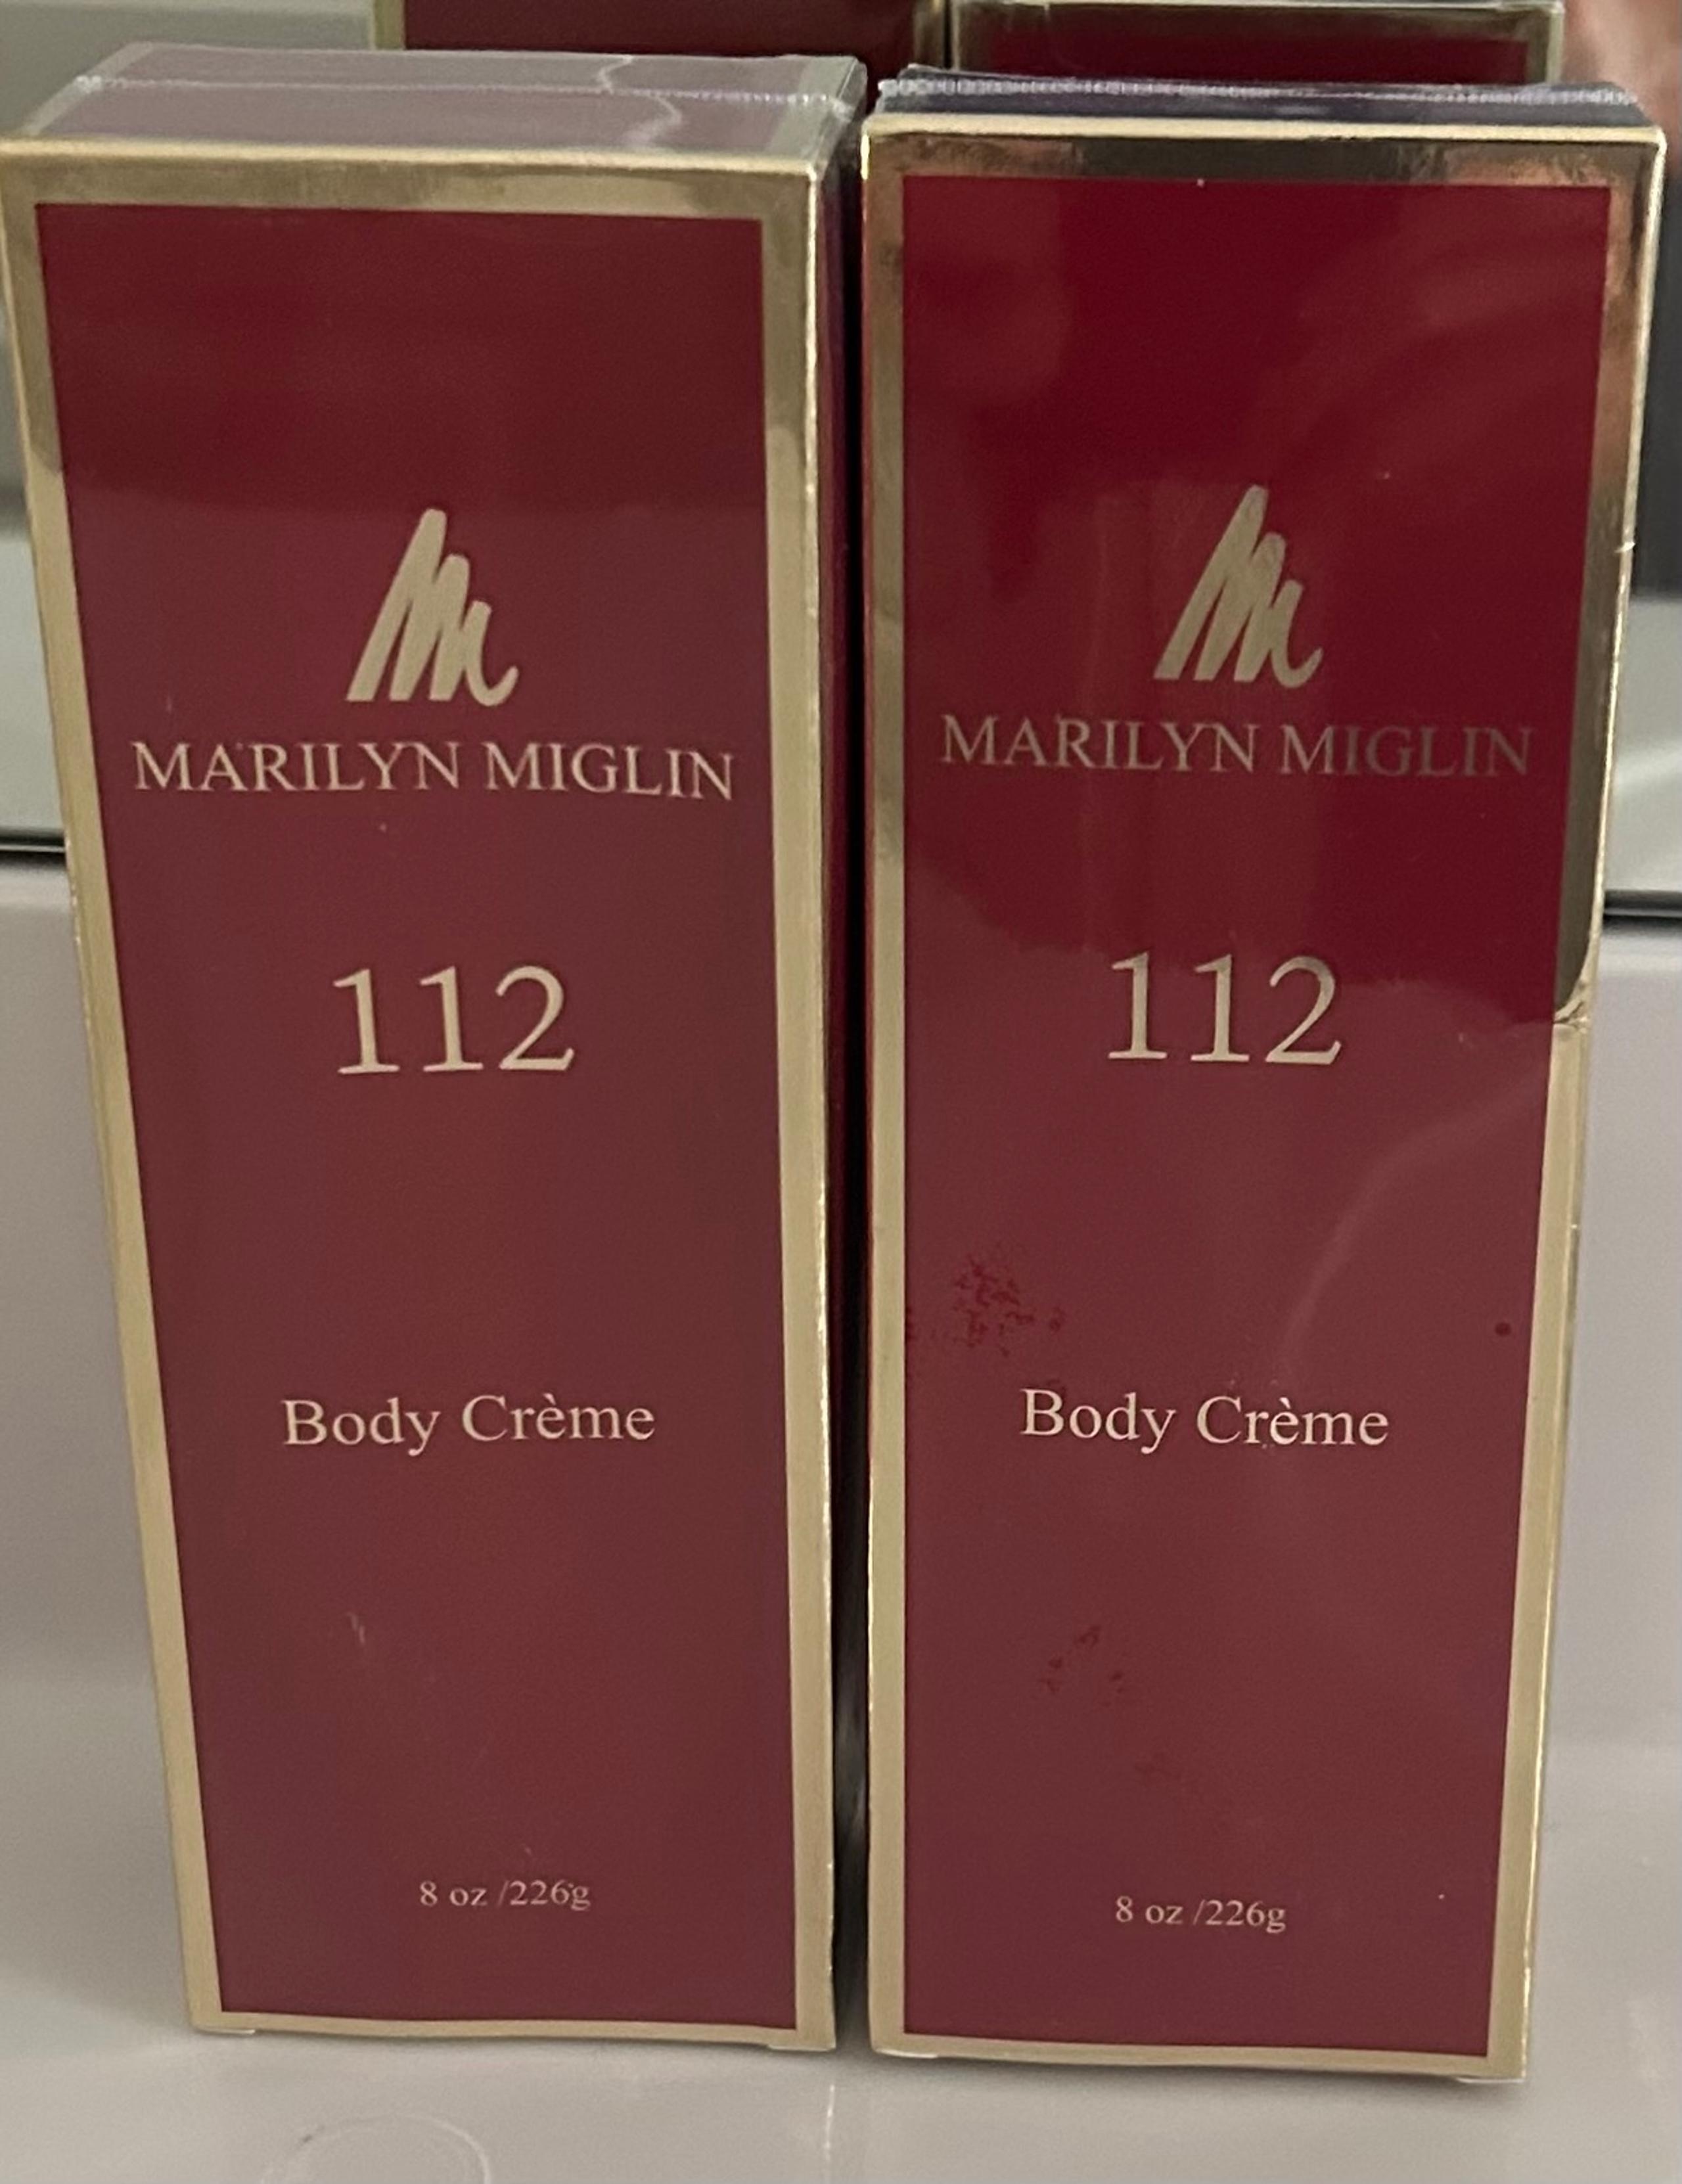 MARILYN MIGLIN
112
Body Crème
8 oz /226g
MARILYN MIGLIN
112
Body Crème
8 oz /226g